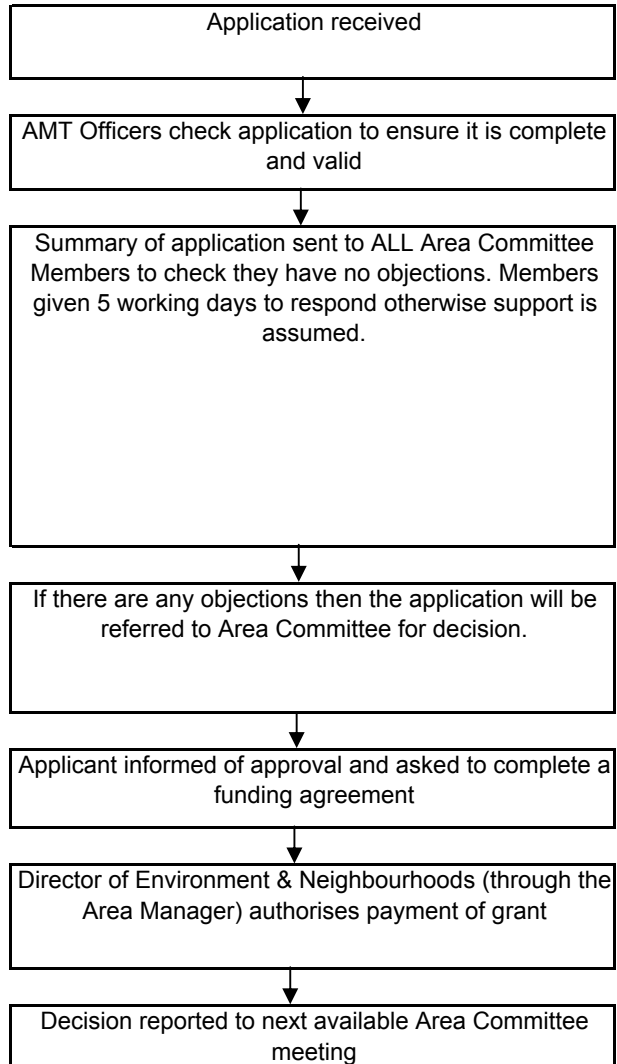 Application received
AMT Officers check application to ensure it is complete
and valid
Summary of application sent to ALL Area Committee
Members to check they have no objections. Members
given 5 working days to respond otherwise support is
assumed.
If there are any objections then the application will be
referred to Area Committee for decision.
Applicant informed of approval and asked to complete a
funding agreement
Director of Environment & Neighbourhoods (through the
Area Manager) authorises payment of grant
Decision reported to next available Area Committee
meeting